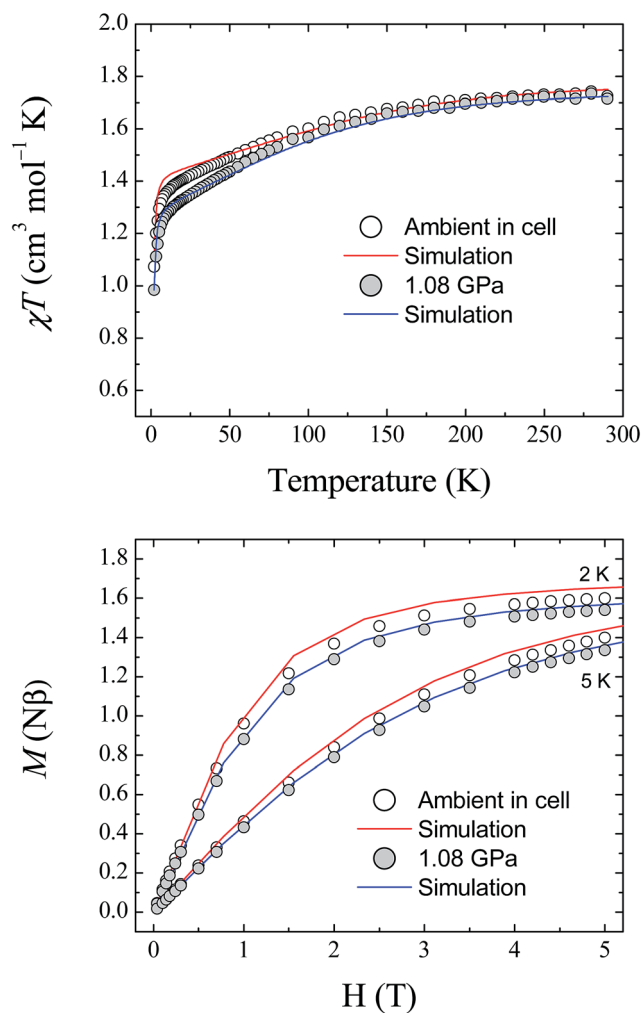 2.0
1.8
1.6
1.4
1.2
1.0
0.8
0.6
χT (cm³ mol⁻¹ K)
Ambient in cell
Simulation
1.08 GPa
Simulation
0 50 100 150 200 250 300
Temperature (K)
1.8
1.6
1.4
1.2
1.0
0.8
0.6
0.4
0.2
0.0
M (Nβ)
2 K
5 K
Ambient in cell
Simulation
1.08 GPa
Simulation
0 1 2 3 4 5
H (T)